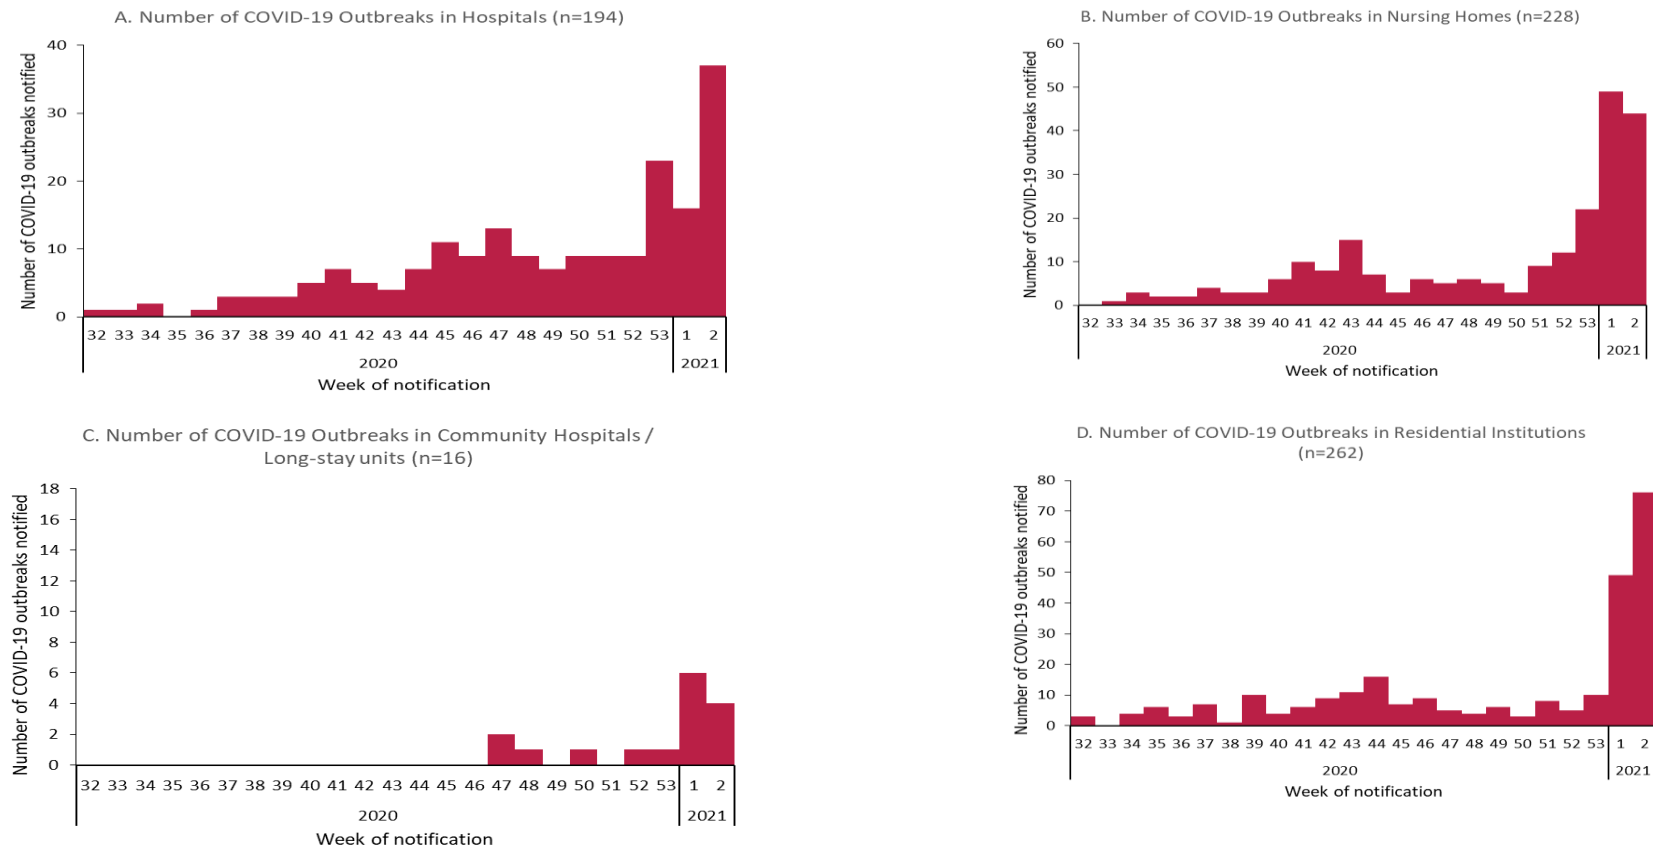 A. Number of COVID-19 Outbreaks in Hospitals (n=194)
Number of COVID-19 outbreaks notified
40
30
20
10
0
32 33 34 35 36 37 38 39 40 41 42 43 44 45 46 47 48 49 50 51 52 53 1 2
2020 2021
Week of notification
B. Number of COVID-19 Outbreaks in Nursing Homes (n=228)
Number of COVID-19 outbreaks notified
60
50
40
30
20
10
0
32 33 34 35 36 37 38 39 40 41 42 43 44 45 46 47 48 49 50 51 52 53 1 2
2020 2021
Week of notification
C. Number of COVID-19 Outbreaks in Community Hospitals /
Long-stay units (n=16)
Number of COVID-19 outbreaks notified
18
16
14
12
10
8
6
4
2
0
32 33 34 35 36 37 38 39 40 41 42 43 44 45 46 47 48 49 50 51 52 53 1 2
2020 2021
Week of notification
D. Number of COVID-19 Outbreaks in Residential Institutions
(n=262)
Number of COVID-19 outbreaks notified
80
70
60
50
40
30
20
10
0
32 33 34 35 36 37 38 39 40 41 42 43 44 45 46 47 48 49 50 51 52 53 1 2
2020 2021
Week of notification